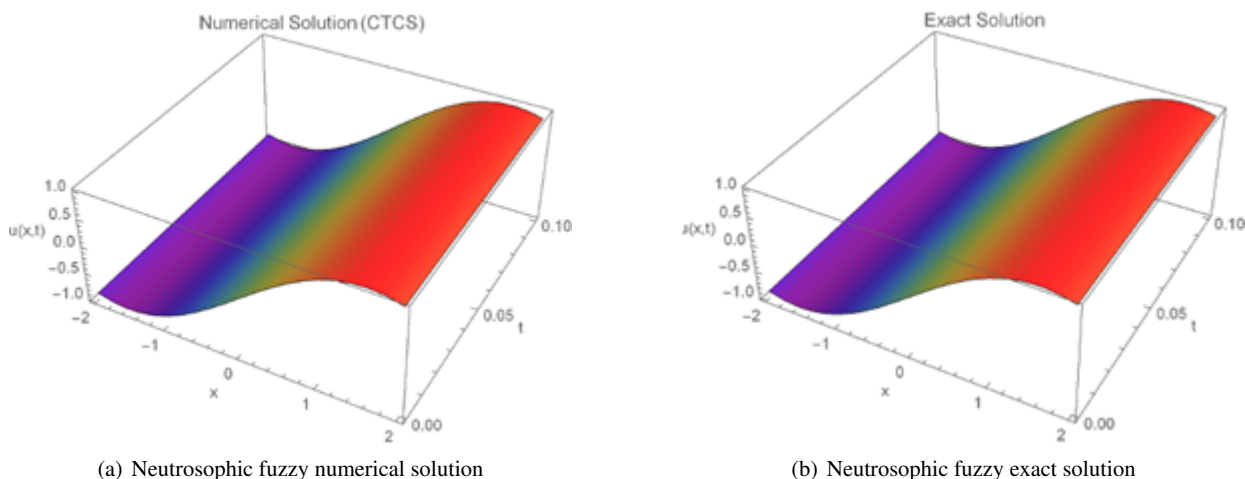 Numerical Solution (CTCS)
1.0
0.5
0.0
u(x,t)
-0.5
-1.0
-2
-1
0
x
1
2
0.00
0.05
t
0.10
(a) Neutrosophic fuzzy numerical solution
Exact Solution
1.0
0.5
0.0
u(x,t)
-0.5
-1.0
-2
-1
0
x
1
2
0.00
0.05
t
0.10
(b) Neutrosophic fuzzy exact solution